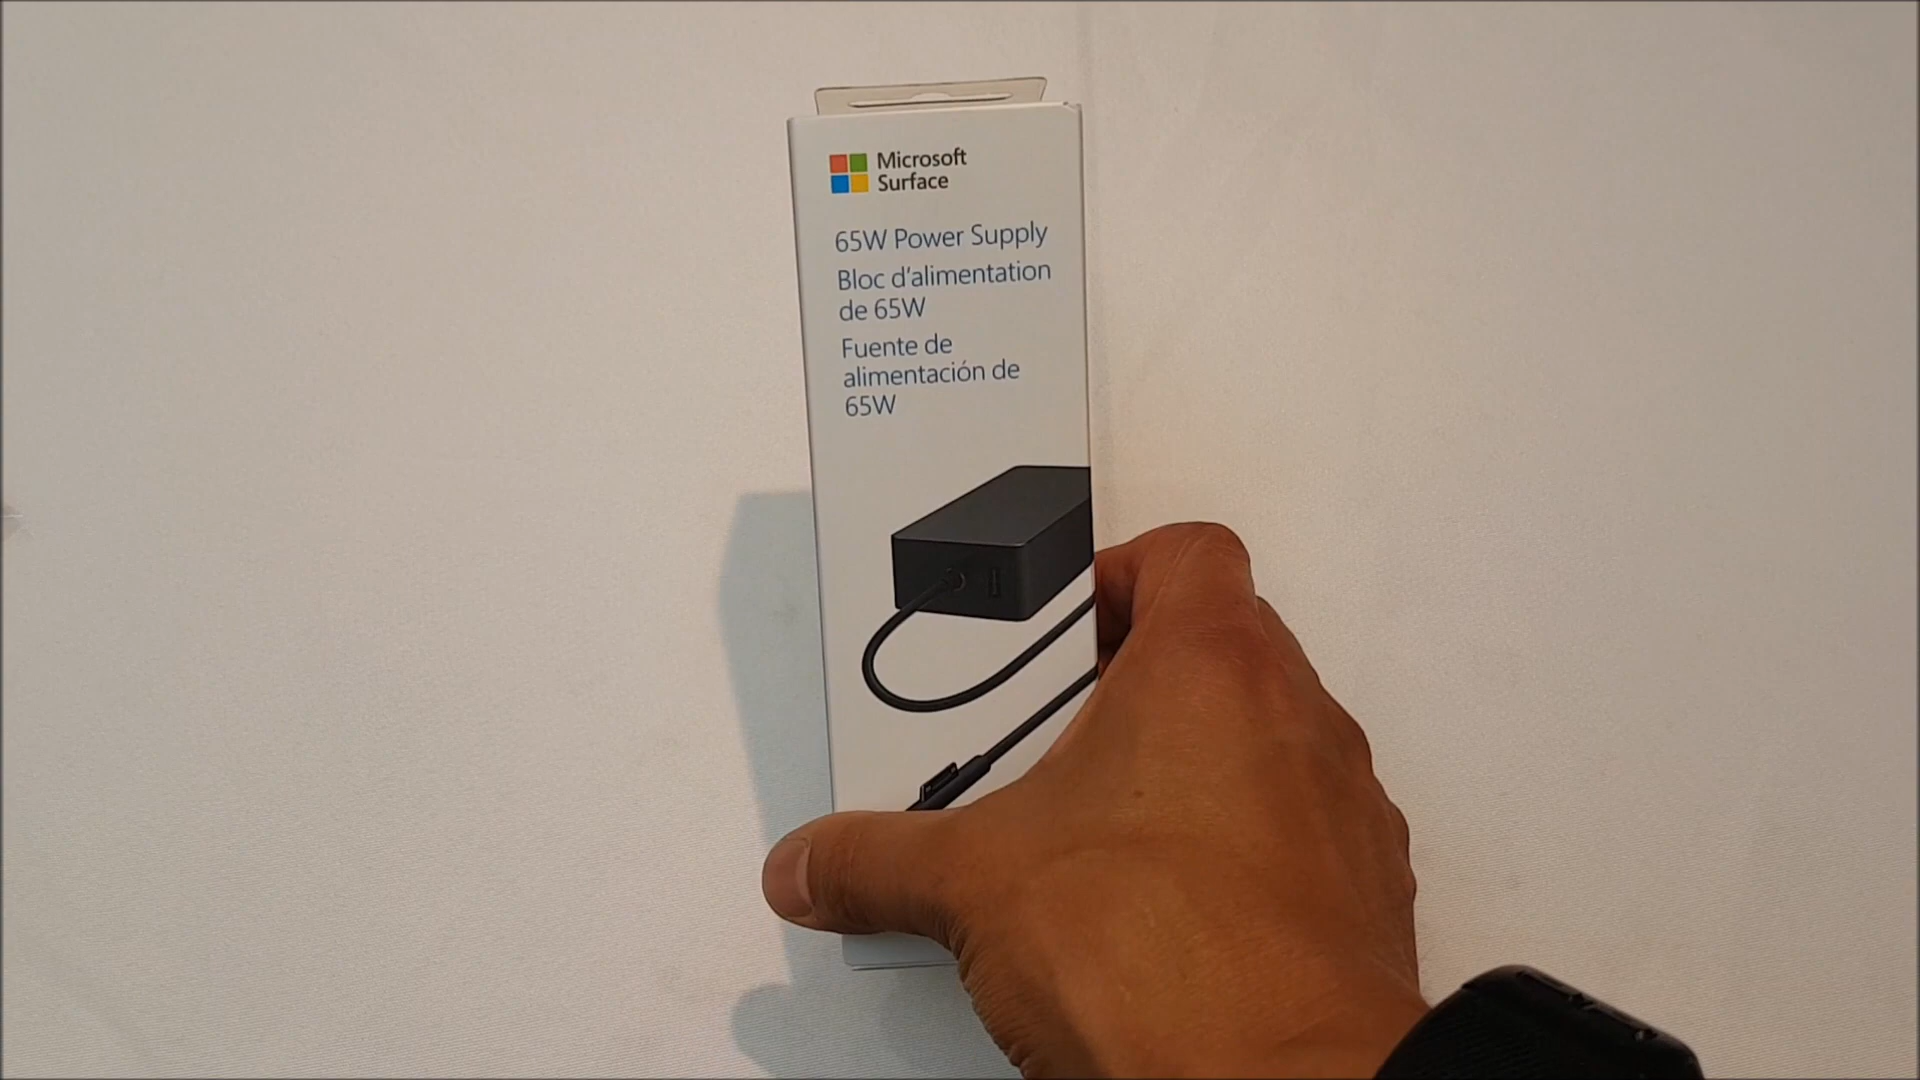 Microsoft
Surface
65W Power Supply
Bloc d'alimentation
de 65W
Fuente de
alimentación de
65W